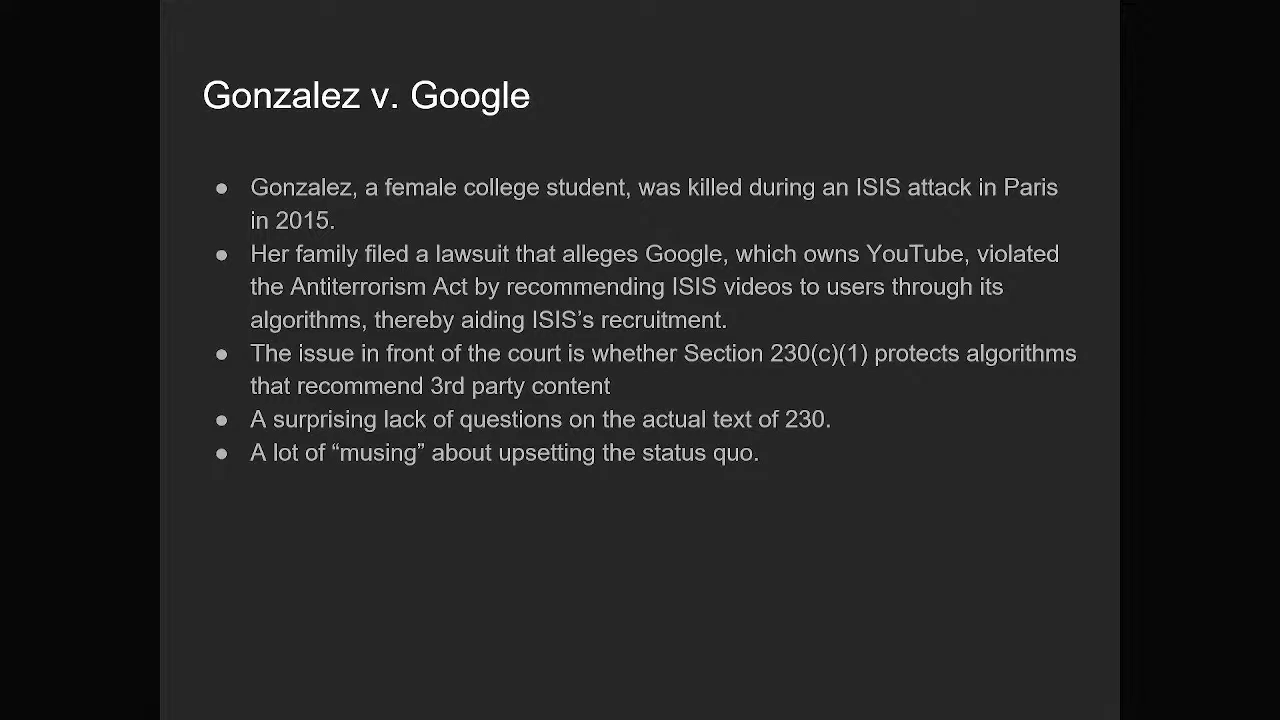 Gonzalez v. Google
● Gonzalez, a female college student, was killed during an ISIS attack in Paris
in 2015.
● Her family filed a lawsuit that alleges Google, which owns YouTube, violated
the Antiterrorism Act by recommending ISIS videos to users through its
algorithms, thereby aiding ISIS’s recruitment.
● The issue in front of the court is whether Section 230(c)(1) protects algorithms
that recommend 3rd party content
● A surprising lack of questions on the actual text of 230.
● A lot of “musing” about upsetting the status quo.